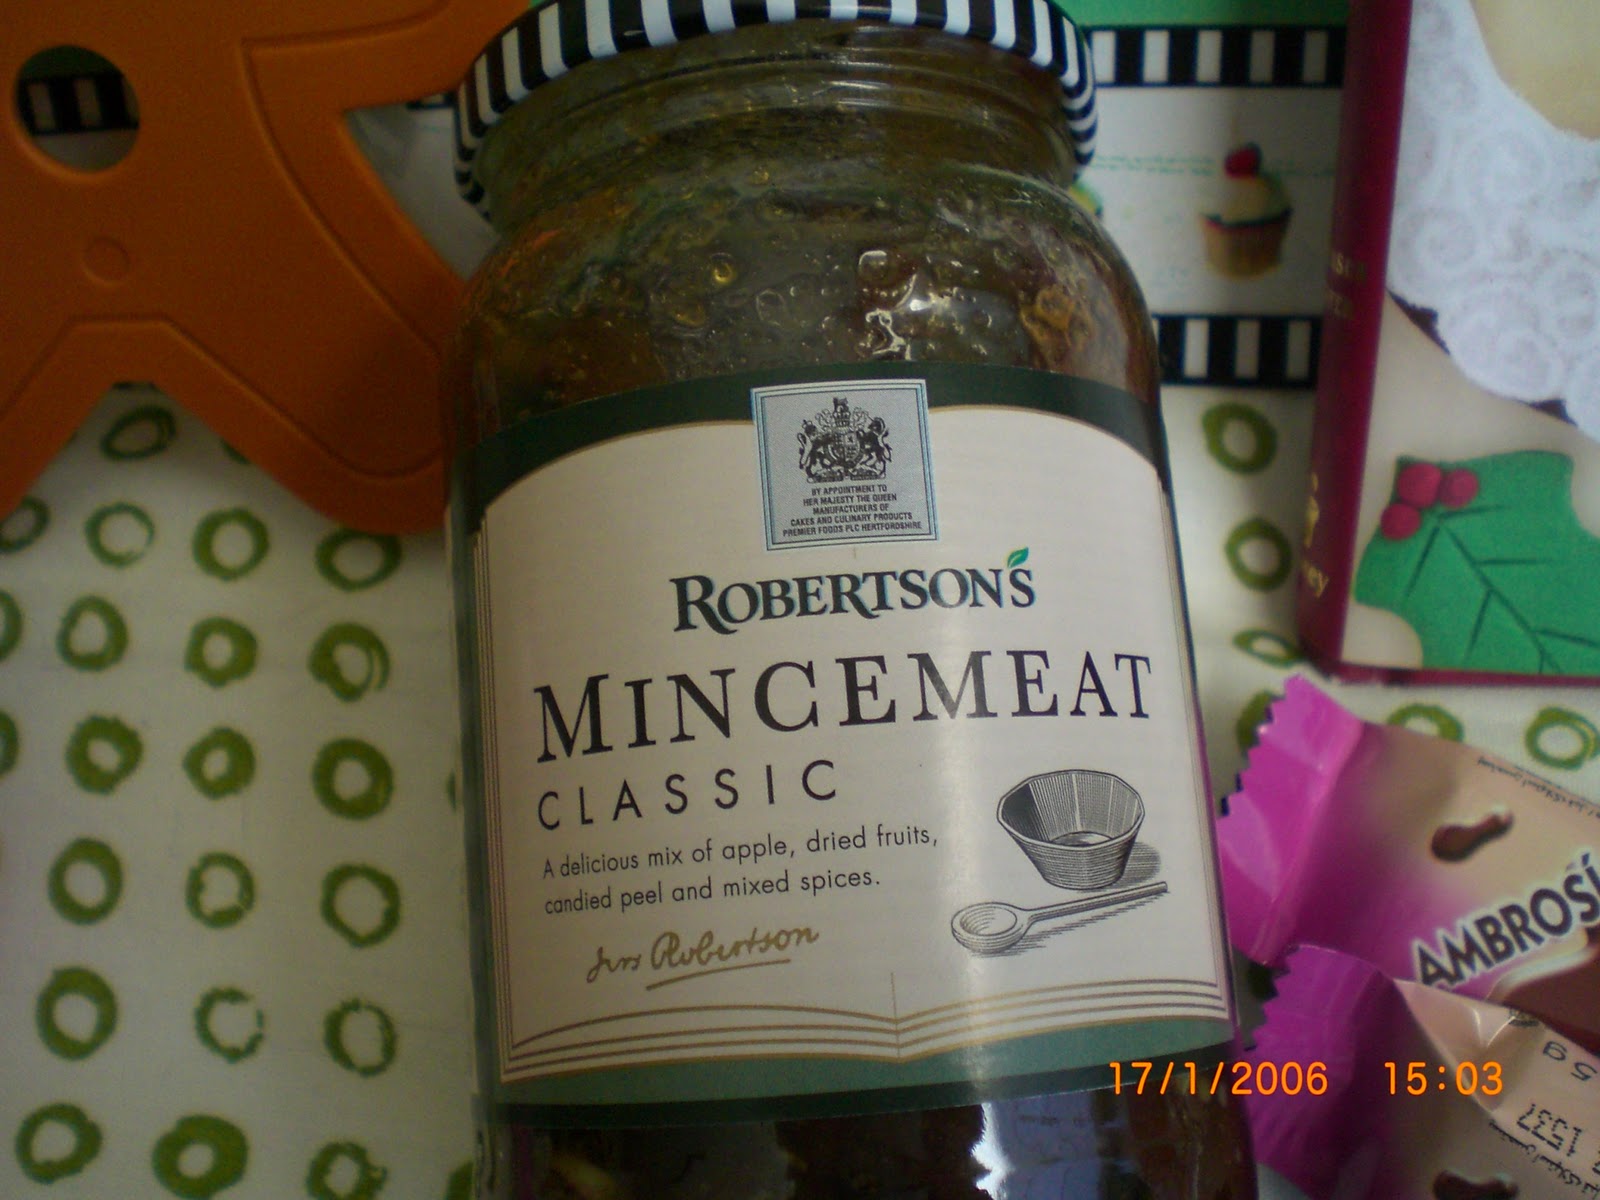 BY APPOINTMENT TO
HER MAJESTY THE QUEEN
MANUFACTURERS OF
CAKES AND CULINARY PRODUCTS
PREMIER FOODS PLC HERTFORDSHIRE
ROBERTSON'S
MINCEMEAT
CLASSIC
A delicious mix of apple, dried fruits,
candied peel and mixed spices.
Jas Robertson
AMBROSI
5 g
1537
17/1/2006 15:03